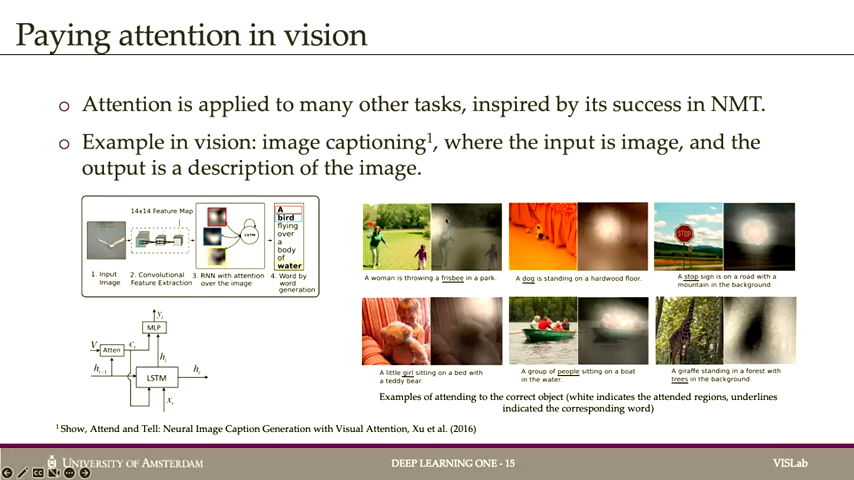 Paying attention in vision
o Attention is applied to many other tasks, inspired by its success in NMT.
o Example in vision: image captioning¹, where the input is image, and the
output is a description of the image.
14x14 Feature Map
LSTM
A
bird
flying
over
a
body
of
water
1. Input
Image
2. Convolutional
Feature Extraction
3. RNN with attention
over the image
4. Word by
word
generation
A woman is throwing a frisbee in a park.
A dog is standing on a hardwood floor.
STOP
A stop sign is on a road with a
mountain in the background.
A little girl sitting on a bed with
a teddy bear.
A group of people sitting on a boat
in the water.
A giraffe standing in a forest with
trees in the background.
yₜ
MLP
V
Atten
cₜ
hₜ
hₜ₋₁
LSTM
hₜ
xₜ
Examples of attending to the correct object (white indicates the attended regions, underlines
indicated the corresponding word)
¹ Show, Attend and Tell: Neural Image Caption Generation with Visual Attention, Xu et al. (2016)
UNIVERSITY OF AMSTERDAM
DEEP LEARNING ONE - 15
VISLab